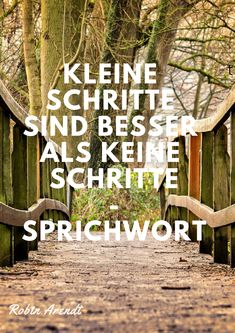 KLEINE
SCHRITTE
SIND BESSER
ALS KEINE
SCHRITTE
-
SPRICHWORT
Robin Arendt